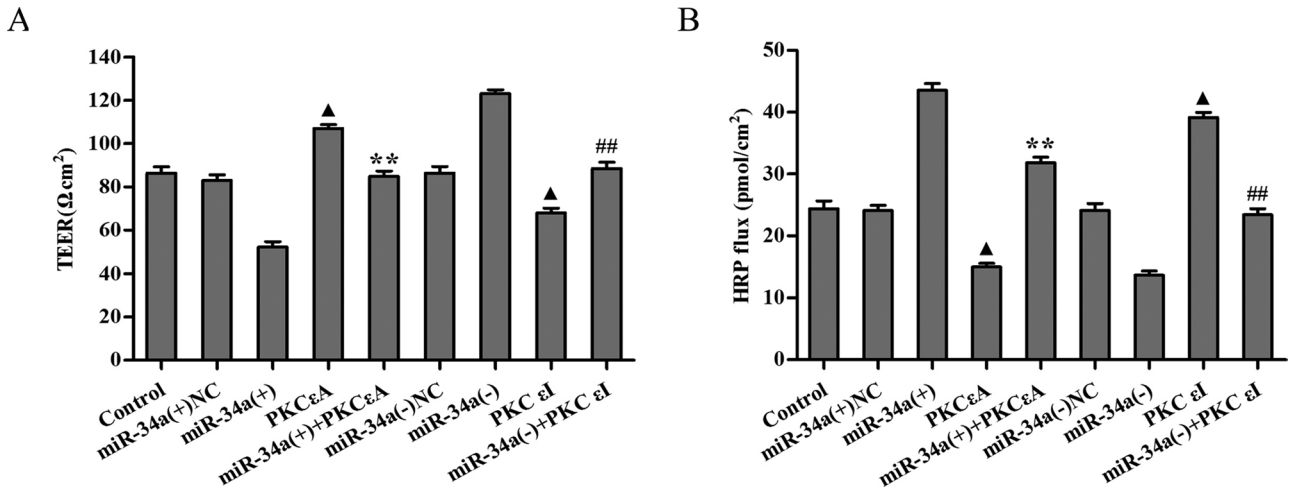 A
TEER(Ωcm²)
140
120
100
80
60
40
20
0
▲
**
▲
##
Control
miR-34a(+)NC
miR-34a(+)
PKCεA
miR-34a(+)+PKCεA
miR-34a(-)NC
miR-34a(-)
PKC εI
miR-34a(-)+PKC εI
B
HRP flux (pmol/cm²)
50
40
30
20
10
0
▲
**
▲
##
Control
miR-34a(+)NC
miR-34a(+)
PKCεA
miR-34a(+)+PKCεA
miR-34a(-)NC
miR-34a(-)
PKC εI
miR-34a(-)+PKC εI